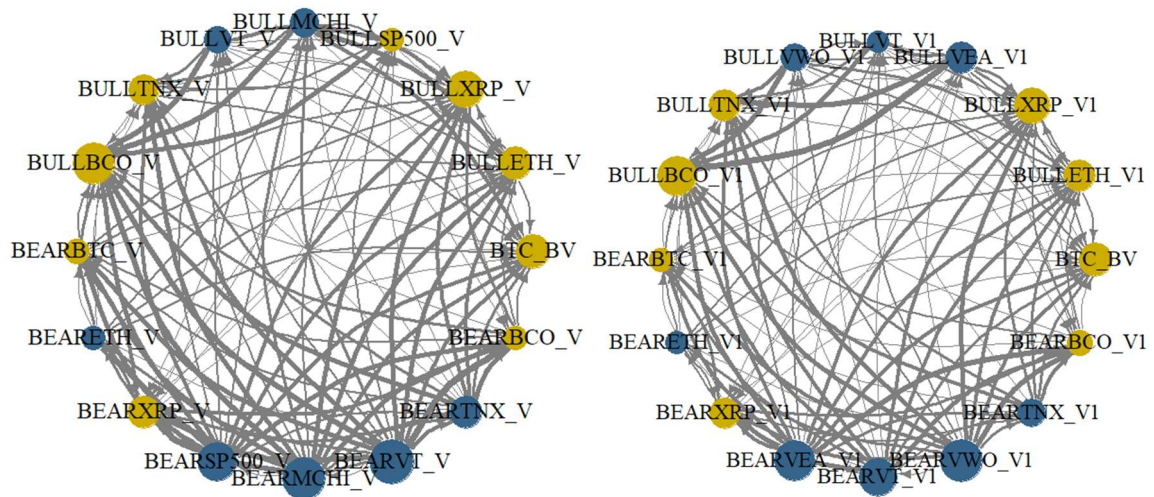 BULLMCHI_V
BULLVT_V
BULLSP500_V
BULLTNX_V
BULLXRP_V
BULLBCO_V
BULLETH_V
BEARBTC_V
BTC_BV
BEARETH_V
BEARBCO_V
BEARXRP_V
BEARTNX_V
BEARSP500_V
BEARVT_V
BEARMCHI_V
BULLVT_V1
BULLVWO_V1
BULLVEA_V1
BULLTNX_V1
BULLXRP_V1
BULLBCO_V1
BULLETH_V1
BEARBTC_V1
BTC_BV
BEARETH_V1
BEARBCO_V1
BEARXRP_V1
BEARTNX_V1
BEARVEA_V1
BEARVWO_V1
BEARVT_V1